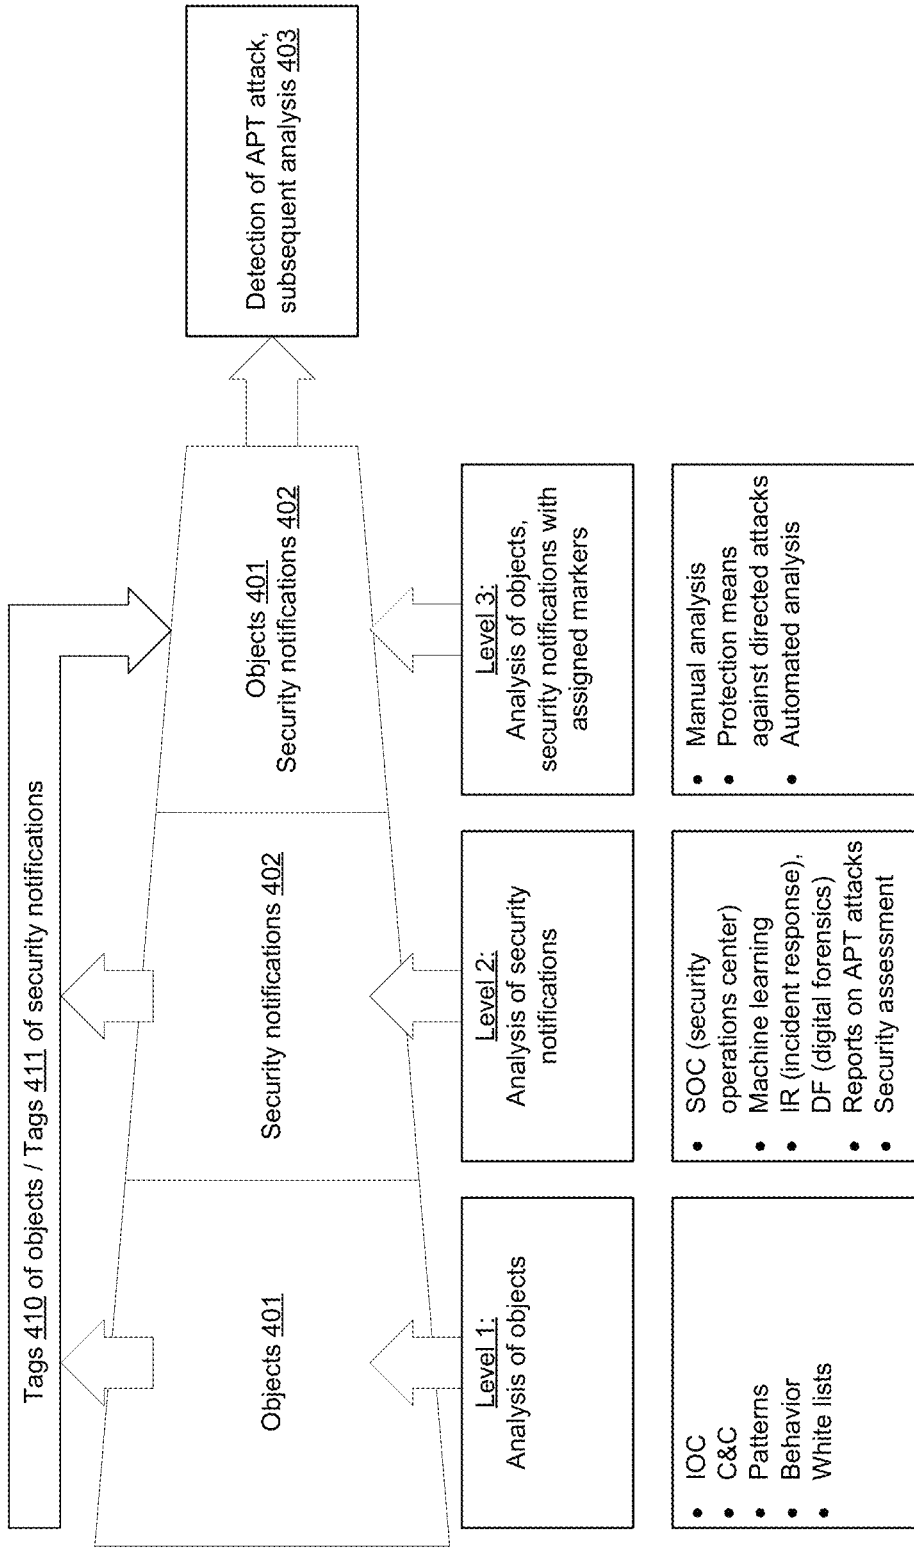 Tags 410 of objects / Tags 411 of security notifications
Objects 401
Security notifications 402
Objects 401
Security notifications 402
Detection of APT attack,
subsequent analysis 403
Level 1:
Analysis of objects
Level 2:
Analysis of security
notifications
Level 3:
Analysis of objects,
security notifications with
assigned markers
• IOC
• C&C
• Patterns
• Behavior
• White lists
• SOC (security
operations center)
• Machine learning
• IR (incident response),
DF (digital forensics)
• Reports on APT attacks
• Security assessment
• Manual analysis
• Protection means
against directed attacks
• Automated analysis